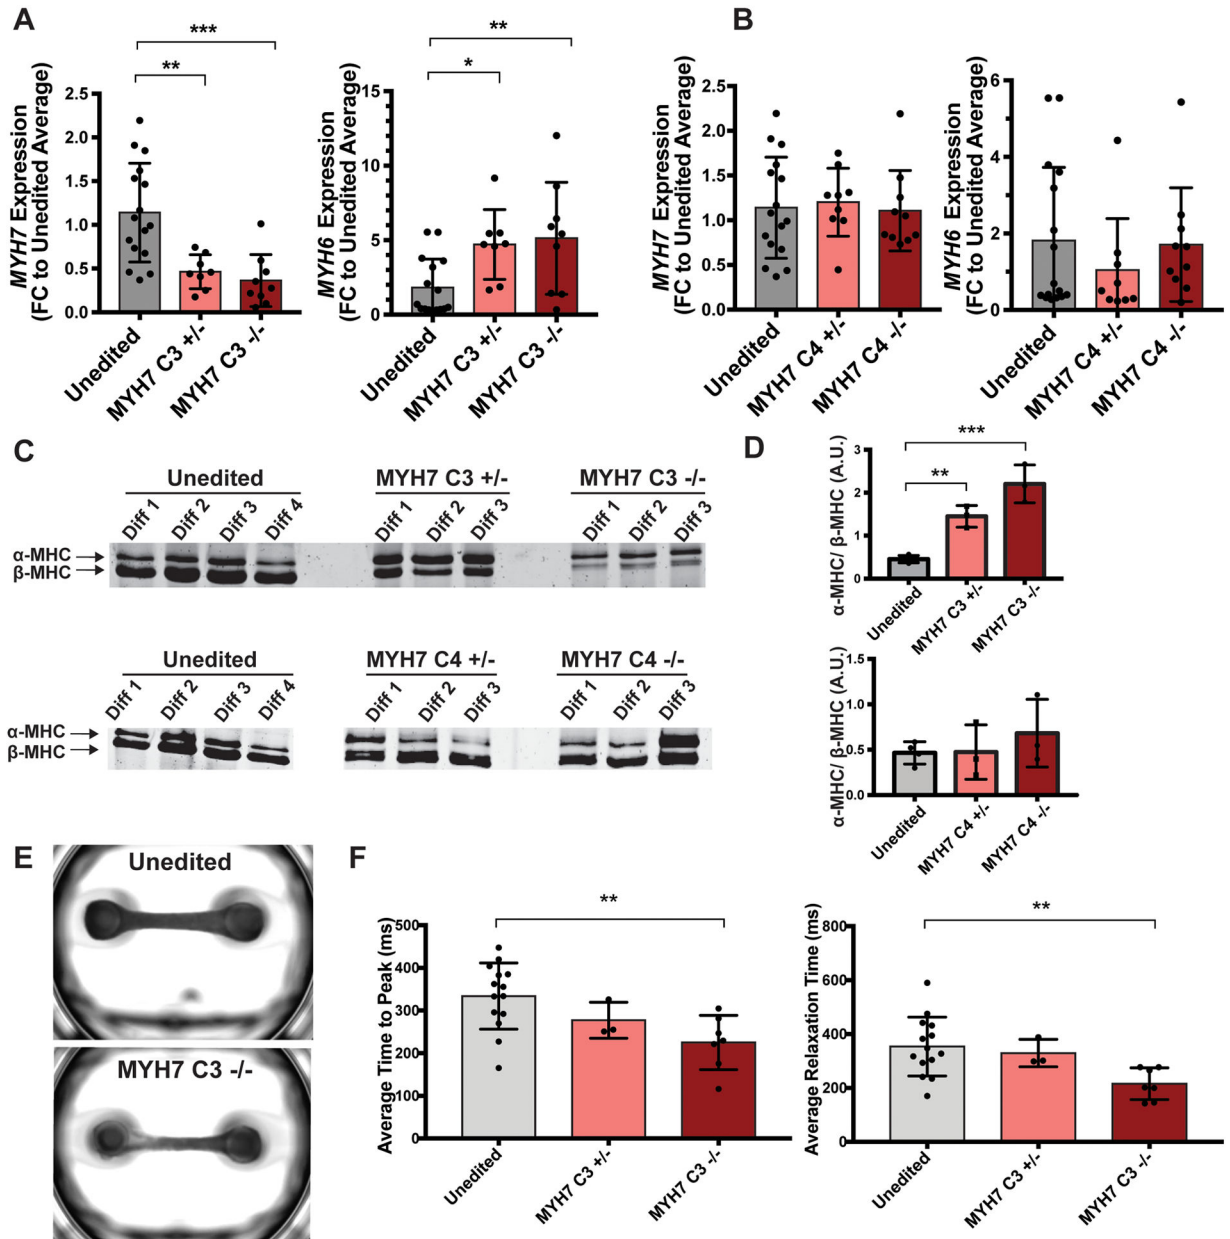 A
MYH7 Expression
(FC to Unedited Average)
2.5
2.0
1.5
1.0
0.5
0.0
***
**
Unedited
MYH7 C3 +/-
MYH7 C3 -/-
MYH6 Expression
(FC to Unedited Average)
15
10
5
0
**
*
Unedited
MYH7 C3 +/-
MYH7 C3 -/-
B
MYH7 Expression
(FC to Unedited Average)
2.5
2.0
1.5
1.0
0.5
0.0
Unedited
MYH7 C4 +/-
MYH7 C4 -/-
MYH6 Expression
(FC to Unedited Average)
6
4
2
0
Unedited
MYH7 C4 +/-
MYH7 C4 -/-
C
Unedited
MYH7 C3 +/-
MYH7 C3 -/-
Diff 1
Diff 2
Diff 3
Diff 4
Diff 1
Diff 2
Diff 3
Diff 1
Diff 2
Diff 3
α-MHC
β-MHC
Unedited
MYH7 C4 +/-
MYH7 C4 -/-
Diff 1
Diff 2
Diff 3
Diff 4
Diff 1
Diff 2
Diff 3
Diff 1
Diff 2
Diff 3
α-MHC
β-MHC
D
α-MHC/ β-MHC (A.U.)
3
2
1
0
***
**
Unedited
MYH7 C3 +/-
MYH7 C3 -/-
α-MHC/ β-MHC (A.U.)
1.5
1.0
0.5
0.0
Unedited
MYH7 C4 +/-
MYH7 C4 -/-
E
Unedited
MYH7 C3 -/-
F
Average Time to Peak (ms)
500
400
300
200
100
0
**
Unedited
MYH7 C3 +/-
MYH7 C3 -/-
Average Relaxation Time (ms)
800
600
400
200
0
**
Unedited
MYH7 C3 +/-
MYH7 C3 -/-